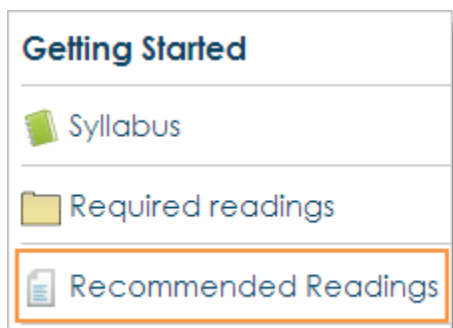 Getting Started
Syllabus
Required readings
Recommended Readings